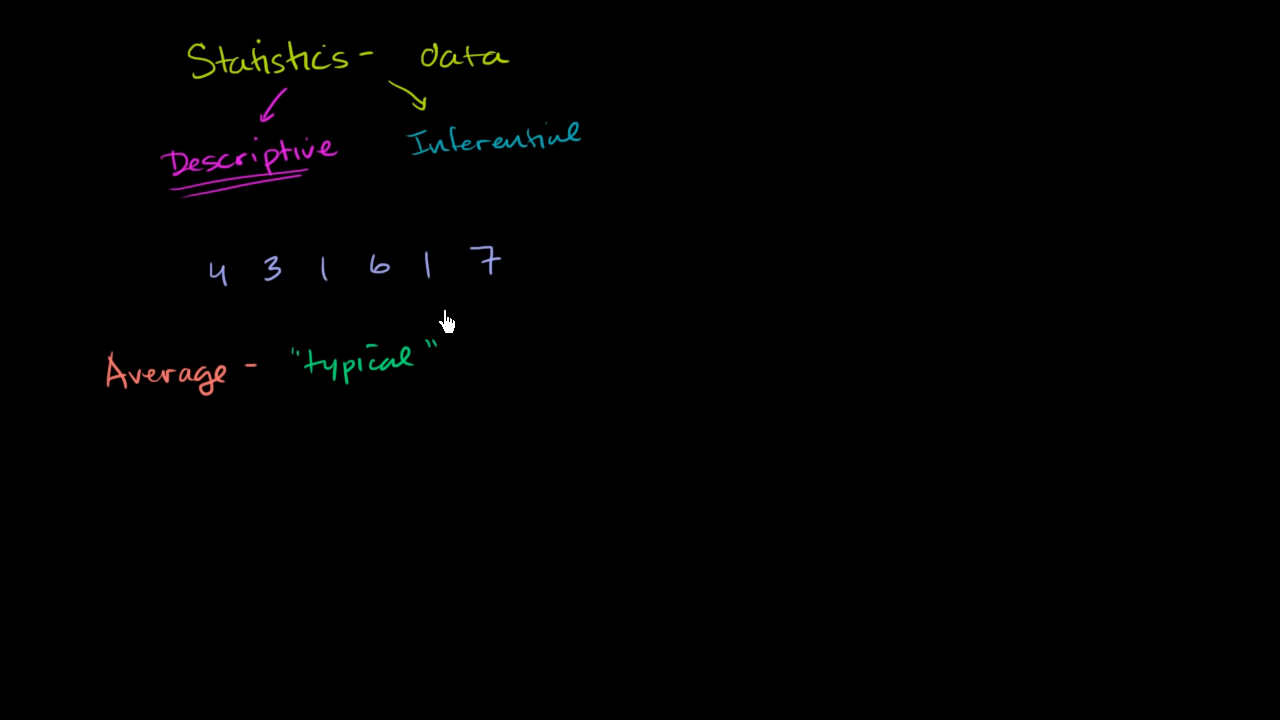 Statistics - data
Descriptive Inferential
4 3 1 6 1 7
Average - "typical"